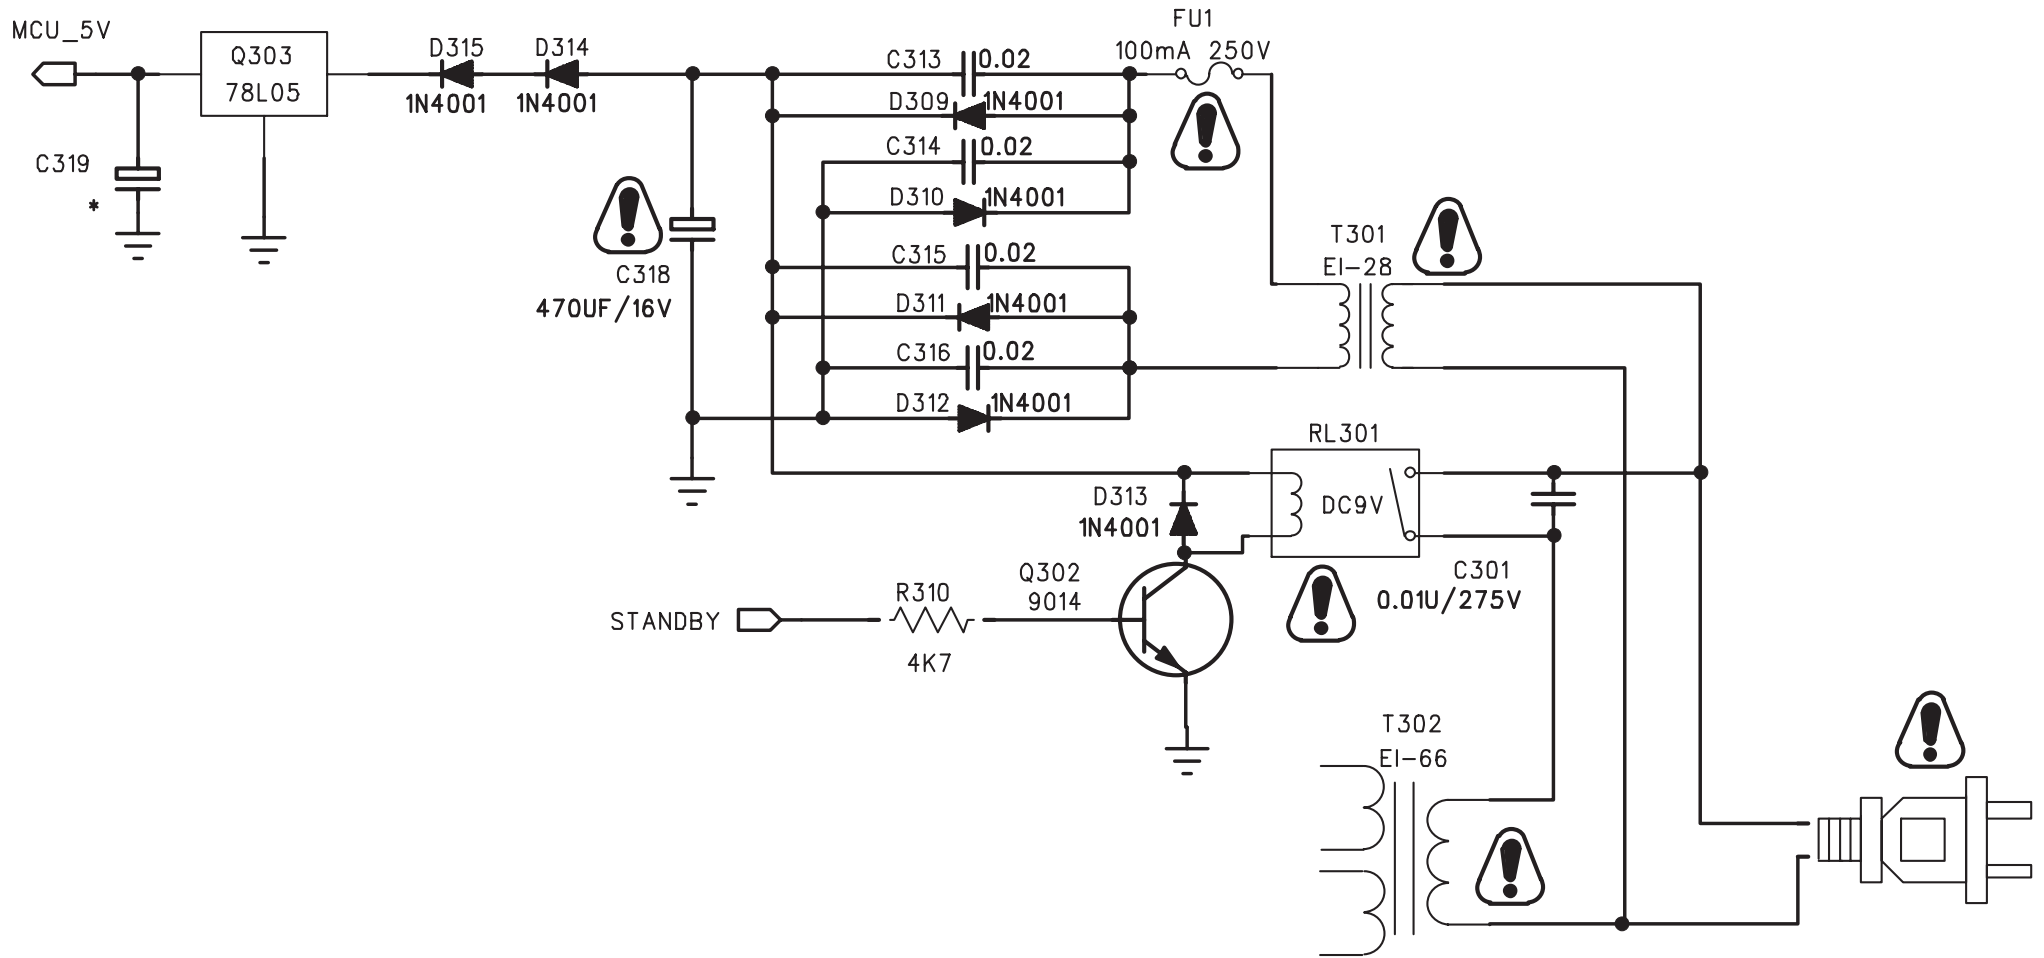 MCU_5V
Q303
78L05
C319
*
D315
1N4001
D314
1N4001
C318
470UF/16V
C313 0.02
D309 1N4001
C314 0.02
D310 1N4001
C315 0.02
D311 1N4001
C316 0.02
D312 1N4001
FU1
100mA 250V
T301
EI-28
RL301
DC9V
D313
1N4001
C301
0.01U/275V
STANDBY
R310
4K7
Q302
9014
T302
EI-66